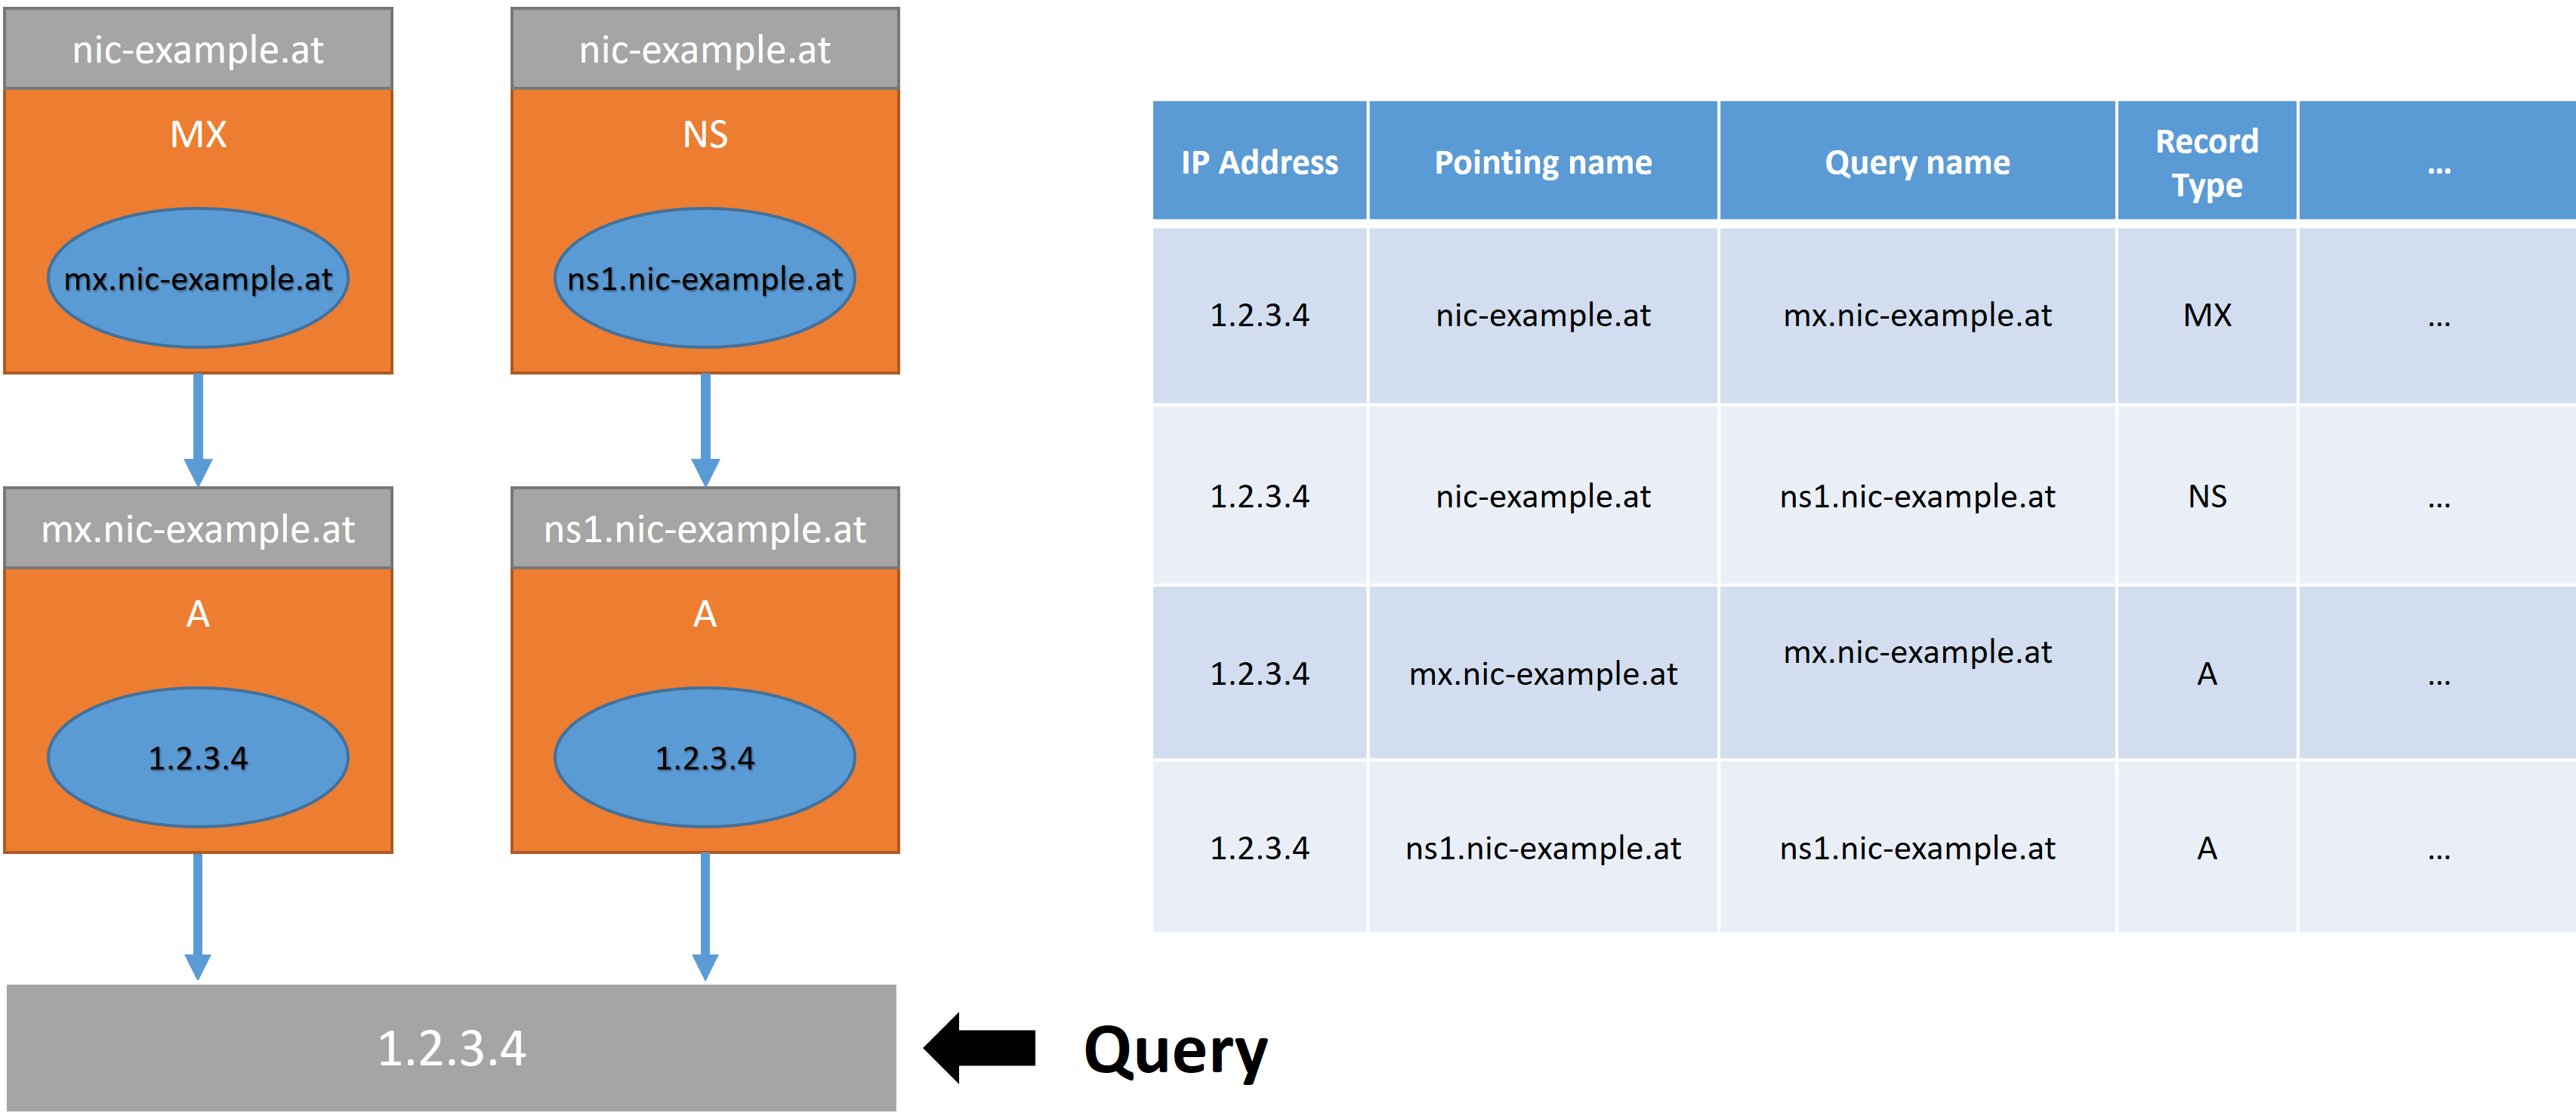 nic-example.at
MX
mx.nic-example.at
mx.nic-example.at
A
1.2.3.4
nic-example.at
NS
ns1.nic-example.at
ns1.nic-example.at
A
1.2.3.4
1.2.3.4
Query
IP Address Pointing name Query name Record Type ...
1.2.3.4 nic-example.at mx.nic-example.at MX ...
1.2.3.4 nic-example.at ns1.nic-example.at NS ...
1.2.3.4 mx.nic-example.at mx.nic-example.at A ...
1.2.3.4 ns1.nic-example.at ns1.nic-example.at A ...